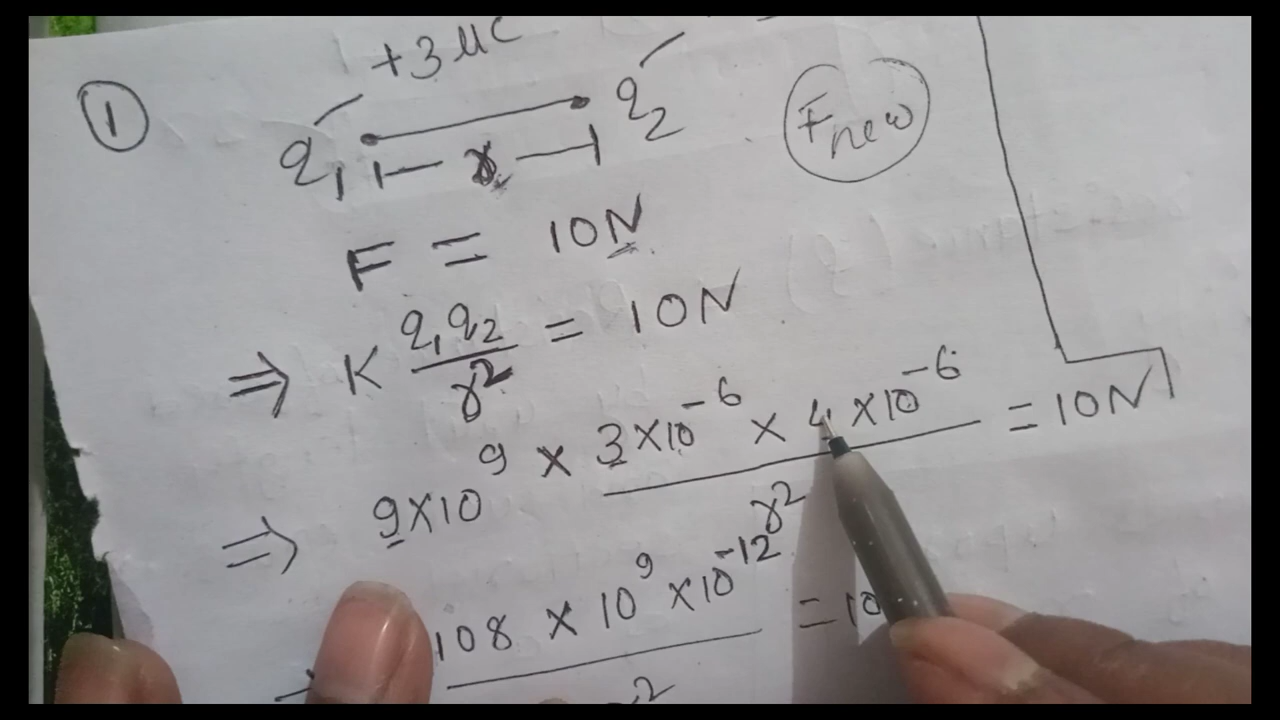 ①
+3 μC
q₁ r q₂
F new
F = 10N
⇒ K q₁q₂/r² = 10N
⇒ 9×10⁹ × 3×10⁻⁶ × 4×10⁻⁶/r² = 10N
108 × 10⁹ × 10⁻¹²/r² = 10